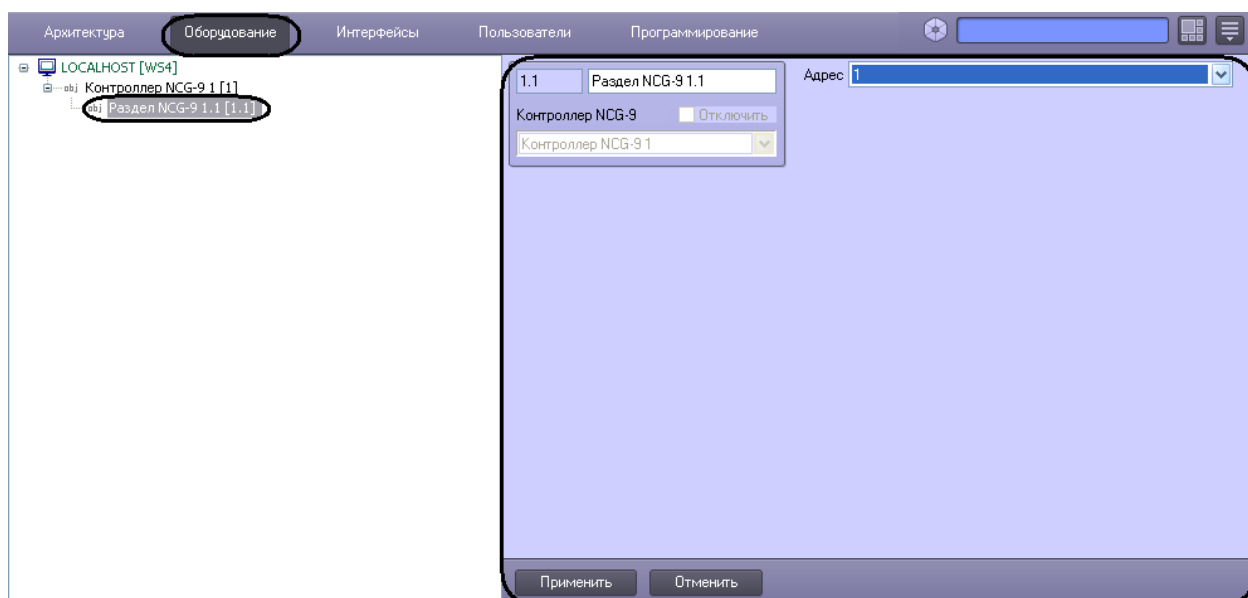 Архитектура Оборудование Интерфейсы Пользователи Программирование
LOCALHOST [WS4]
obj Контроллер NCG-9 1 [1]
obj Раздел NCG-9 1.1 [1.1]
1.1 Раздел NCG-9 1.1
Контроллер NCG-9 Отключить
Контроллер NCG-9 1
Адрес 1
Применить Отменить